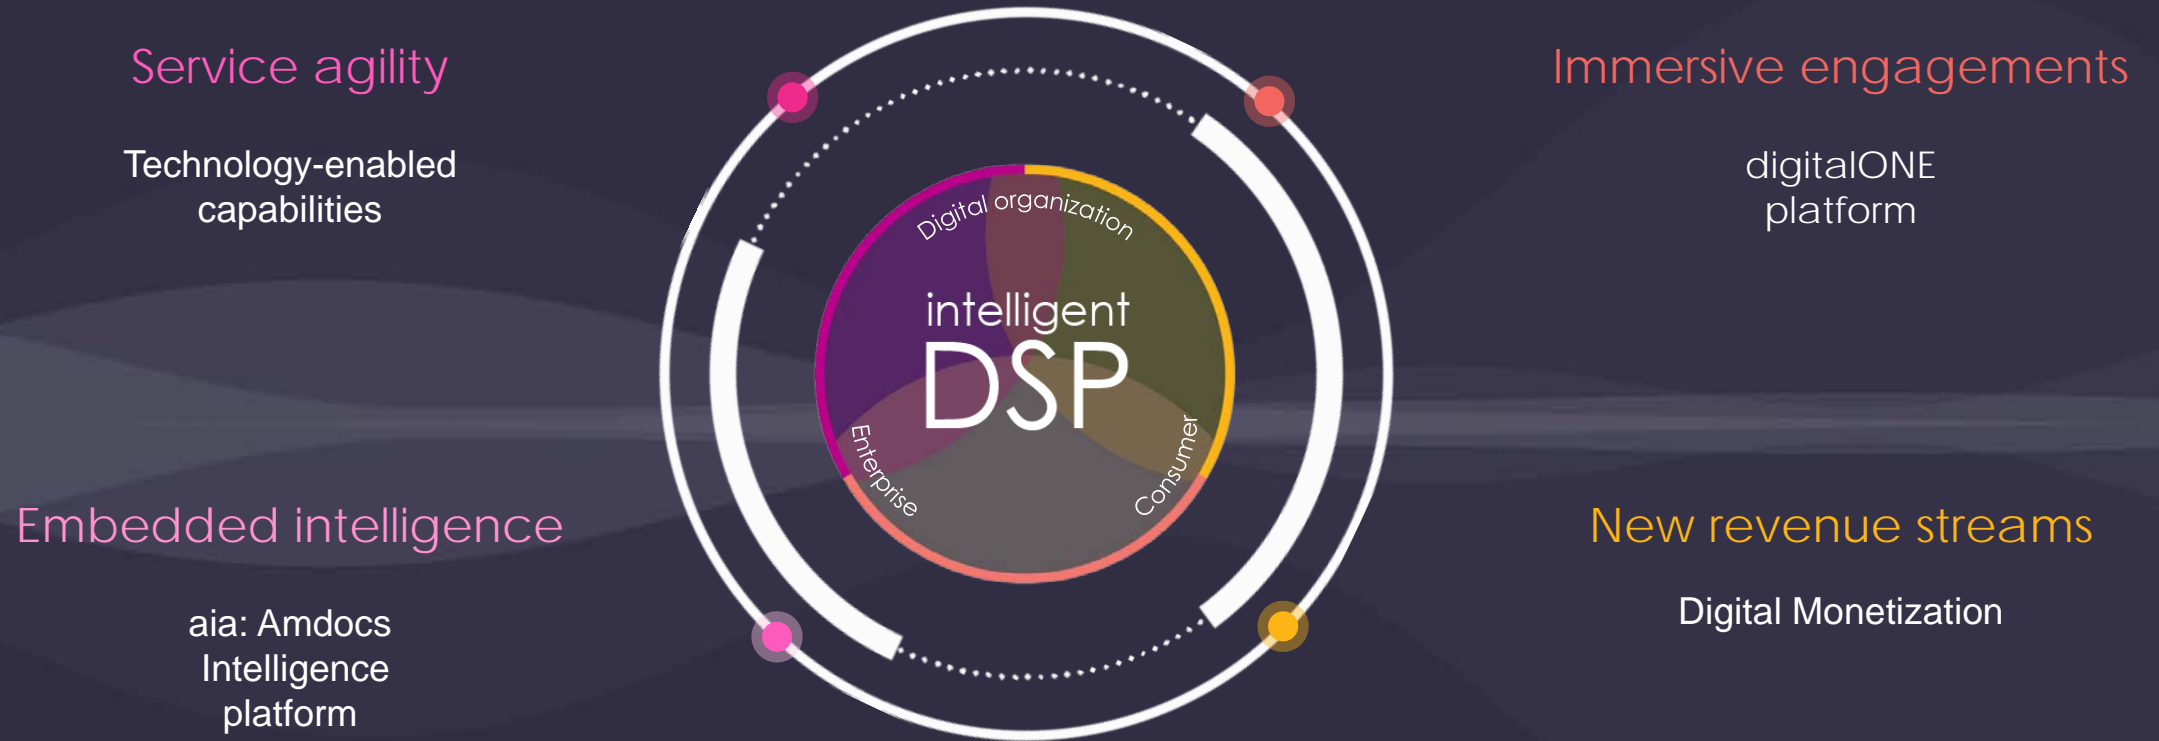 Service agility
Technology-enabled
capabilities
Immersive engagements
digitalONE
platform
Digital organization
intelligent
DSP
Enterprise
Consumer
Embedded intelligence
aia: Amdocs
Intelligence
platform
New revenue streams
Digital Monetization